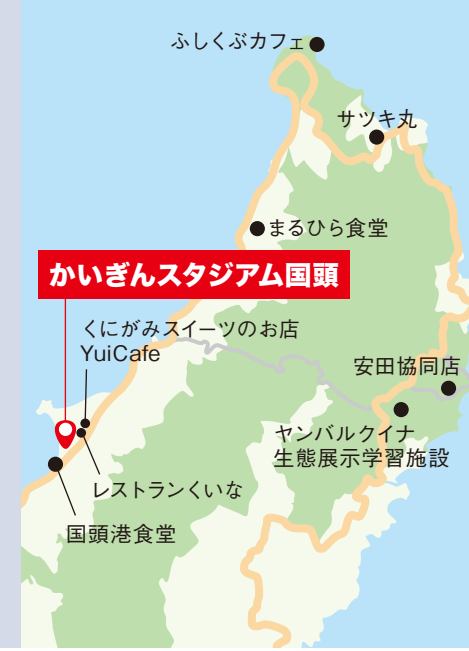 ふしくぶカフェ
サツキ丸
まるひら食堂
かいぎんスタジアム国頭
くにがみスイーツのお店
YuiCafe
安田協同店
ヤンバルクイナ
生態展示学習施設
レストランくいな
国頭港食堂